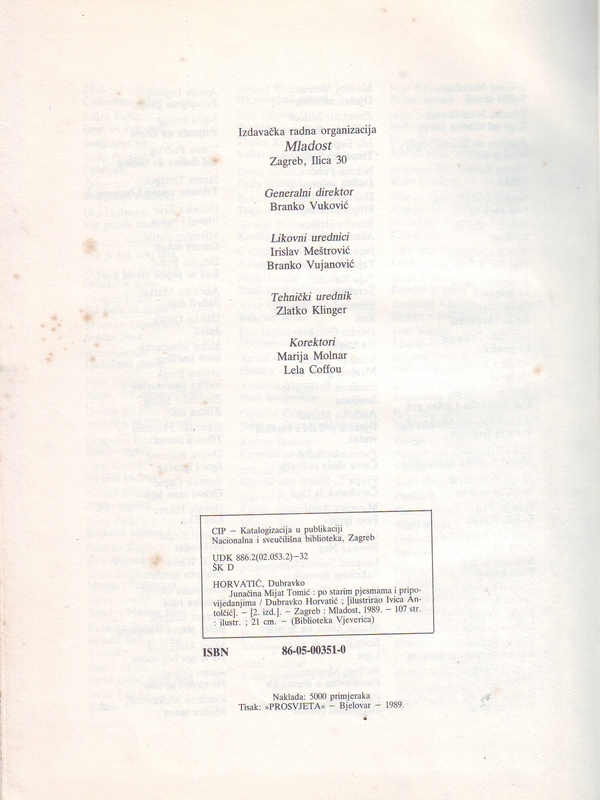 Izdavačka radna organizacija
Mladost
Zagreb, Ilica 30
Generalni direktor
Branko Vuković
Likovni urednici
Irislav Meštrović
Branko Vujanović
Tehnički urednik
Zlatko Klinger
Korektori
Marija Molnar
Lela Coffou
CIP – Katalogizacija u publikaciji
Nacionalna i sveučilišna biblioteka, Zagreb
UDK 886.2(02.053.2)–32
ŠK D
HORVATIĆ, Dubravko
Junačina Mijat Tomić : po starim pjesmama i pripo-
vijedanjima / Dubravko Horvatić ; [ilustrirao Ivica An-
tolčić]. – [2. izd.]. – Zagreb : Mladost, 1989. – 107 str.
: ilustr. ; 21 cm. – (Biblioteka Vjeverica)
ISBN 86-05-00351-0
Naklada: 5000 primjeraka
Tisak: »PROSVJETA« – Bjelovar – 1989.